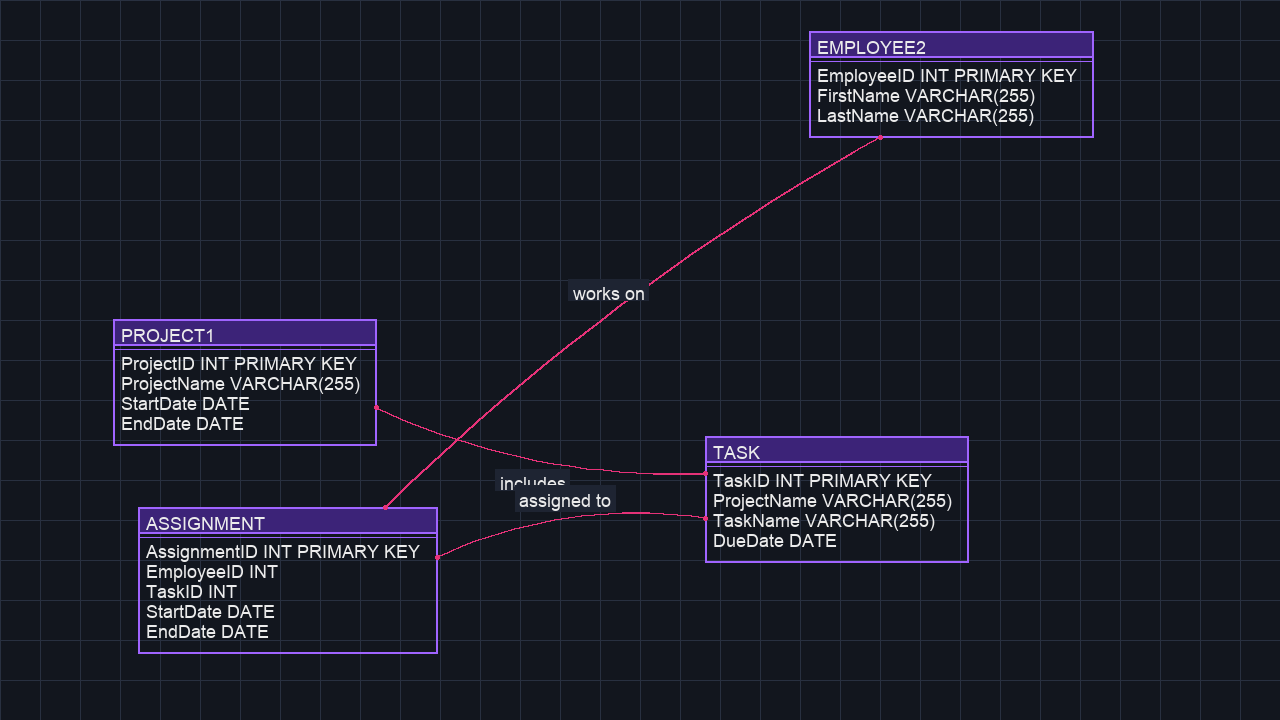 EMPLOYEE2
EmployeeID INT PRIMARY KEY
FirstName VARCHAR(255)
LastName VARCHAR(255)
works on
PROJECT1
ProjectID INT PRIMARY KEY
ProjectName VARCHAR(255)
StartDate DATE
EndDate DATE
TASK
TaskID INT PRIMARY KEY
ProjectName VARCHAR(255)
TaskName VARCHAR(255)
DueDate DATE
includes
assigned to
ASSIGNMENT
AssignmentID INT PRIMARY KEY
EmployeeID INT
TaskID INT
StartDate DATE
EndDate DATE